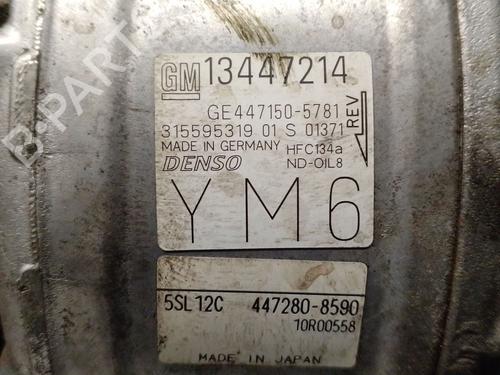 GM 13447214
GE447150-5781
315595319 01 S 01371
MADE IN GERMANY HFC134a
DENSO ND-OIL8
REV
YM6
5SL12C 447280-8590
10R00558
MADE IN JAPAN
B-PARTS